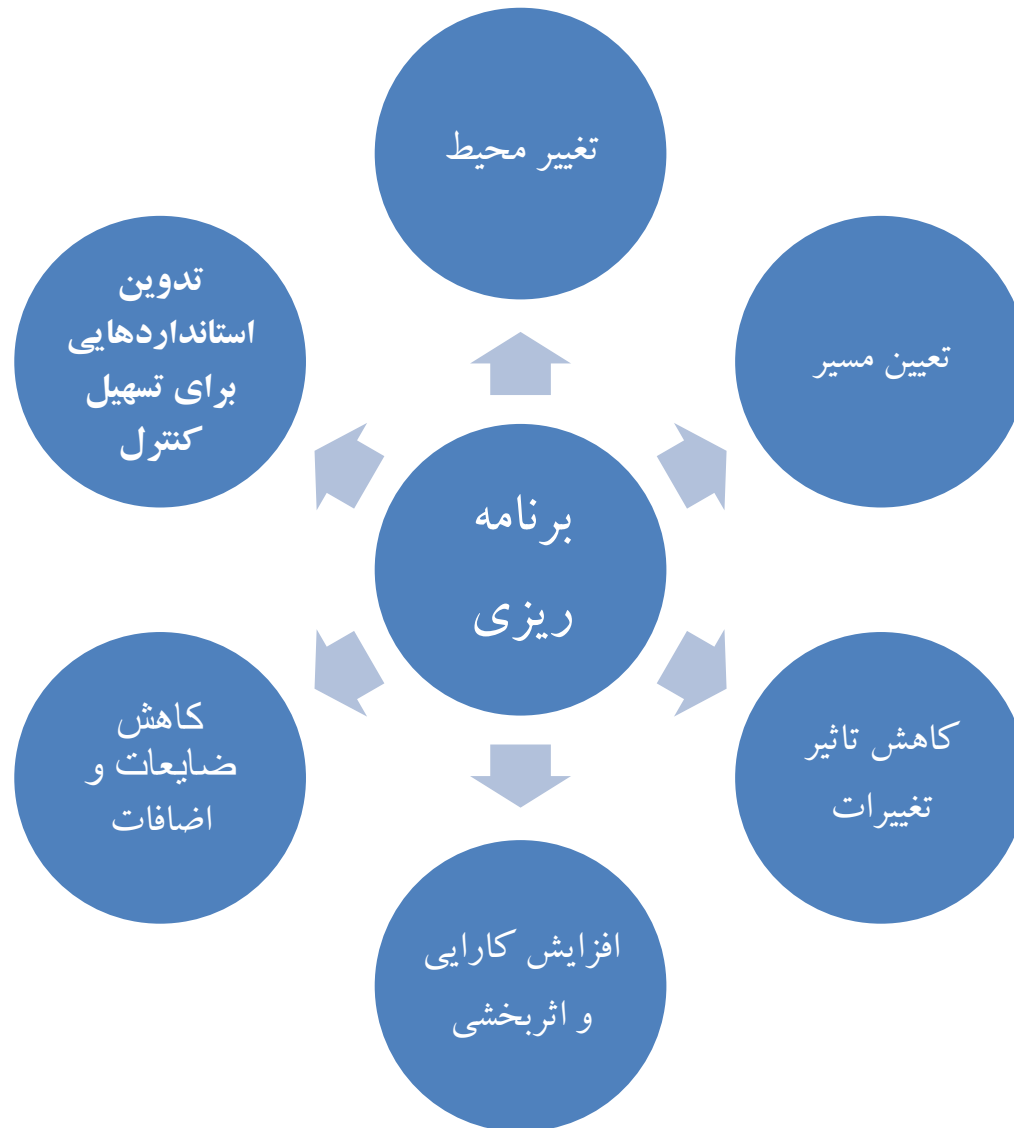 تغییر محیط
تعیین مسیر
کاهش تاثیر
تغییرات
افزایش کارایی
و اثربخشی
کاهش
ضایعات و
اضافات
تدوین
استانداردهایی
برای تسهیل
کنترل
برنامه
ریزی